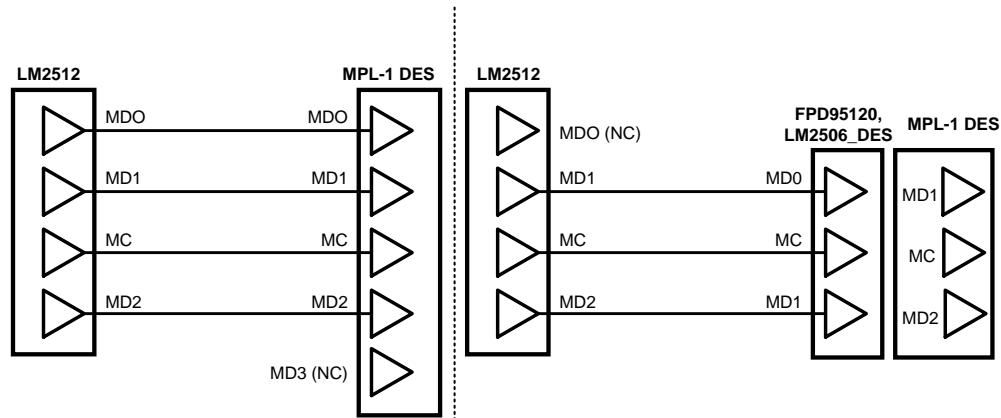 LM2512
MPL-1 DES
MDO
MDO
MD1
MD1
MC
MC
MD2
MD2
MD3 (NC)
LM2512
FPD95120,
LM2506_DES
MPL-1 DES
MDO (NC)
MD1
MD0
MC
MC
MD2
MD1
MD1
MC
MD2